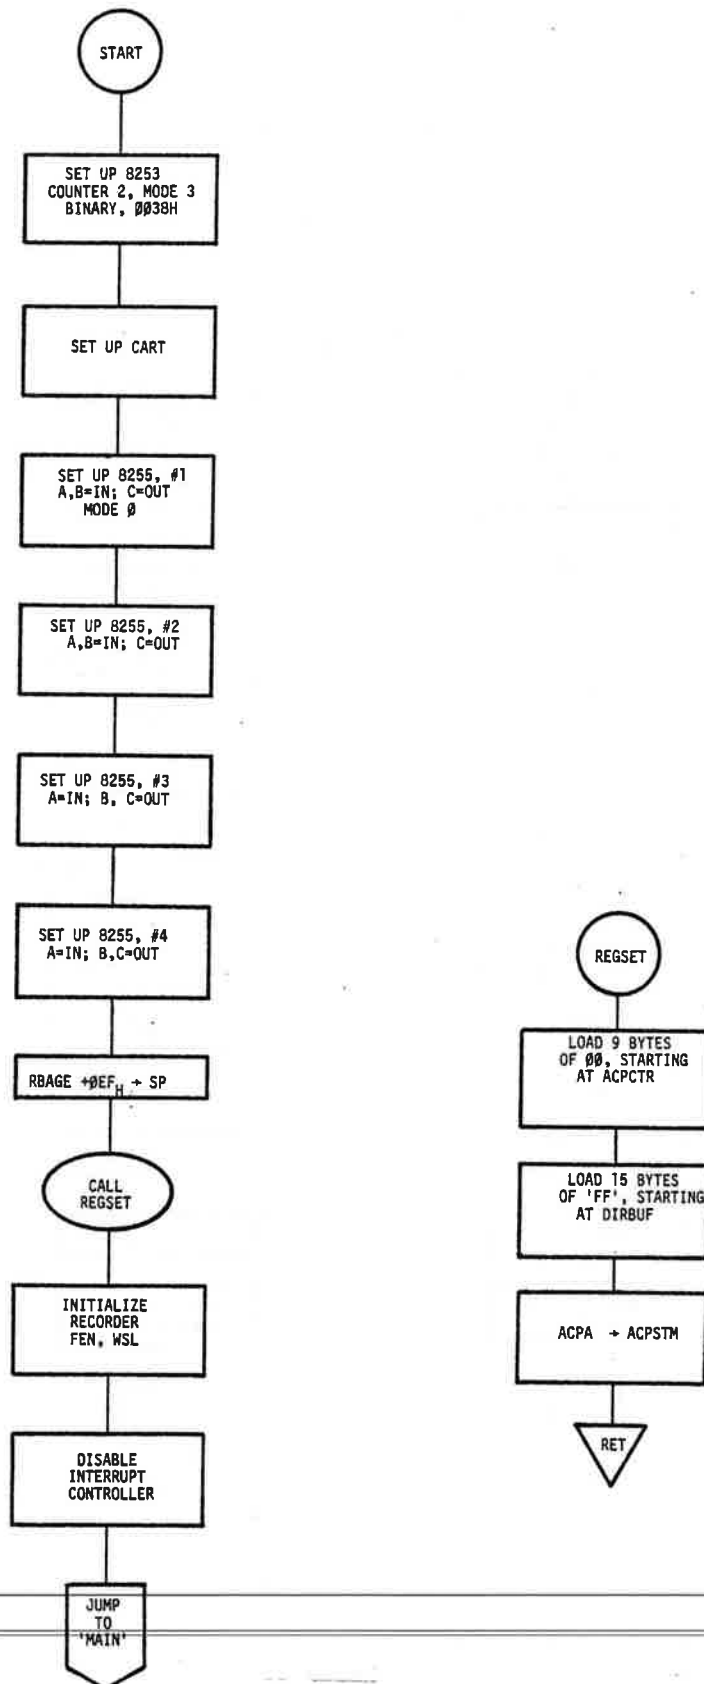 START
SET UP 8253
COUNTER 2, MODE 3
BINARY, ØØ38H
SET UP CART
SET UP 8255, #1
A,B=IN; C=OUT
MODE Ø
SET UP 8255, #2
A,B=IN; C=OUT
SET UP 8255, #3
A=IN; B, C=OUT
SET UP 8255, #4
A=IN; B,C=OUT
RBAGE +ØEFH → SP
CALL
REGSET
INITIALIZE
RECORDER
FEN, WSL
DISABLE
INTERRUPT
CONTROLLER
JUMP
TO
'MAIN'
REGSET
LOAD 9 BYTES
OF ØØ, STARTING
AT ACPCTR
LOAD 15 BYTES
OF 'FF', STARTING
AT DIRBUF
ACPA → ACPSTM
RET